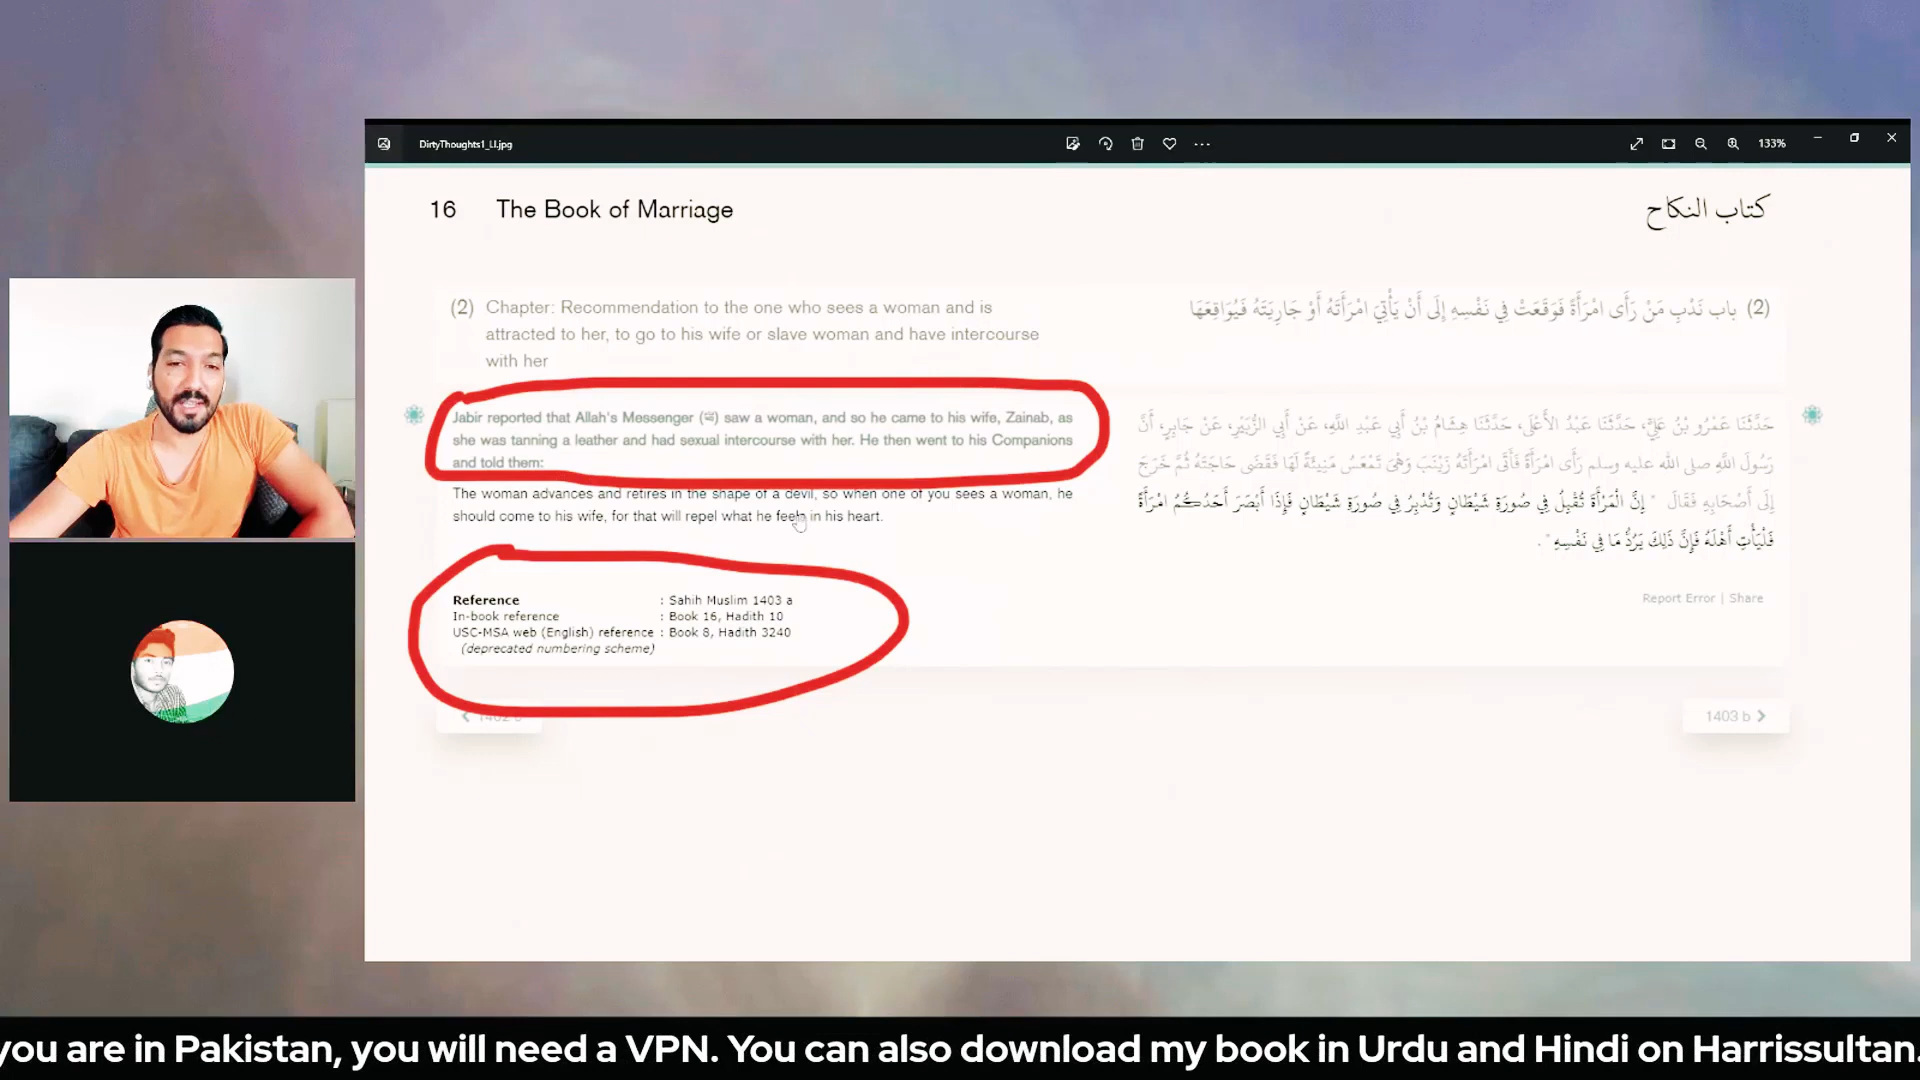 DirtyThoughts1_LI.jpg
133%
16 The Book of Marriage
كتاب النكاح
(2) Chapter: Recommendation to the one who sees a woman and is
attracted to her, to go to his wife or slave woman and have intercourse
with her
(2) باب نَدْبِ مَنْ رَأَى امْرَأَةً فَوَقَعَتْ فِي نَفْسِهِ إِلَى أَنْ يَأْتِيَ امْرَأَتَهُ أَوْ جَارِيَتَهُ فَيُوَاقِعَهَا
Jabir reported that Allah's Messenger (ﷺ) saw a woman, and so he came to his wife, Zainab, as
she was tanning a leather and had sexual intercourse with her. He then went to his Companions
and told them:
The woman advances and retires in the shape of a devil, so when one of you sees a woman, he
should come to his wife, for that will repel what he feels in his heart.
حَدَّثَنَا عَمْرُو بْنُ عَلِيٍّ، حَدَّثَنَا عَبْدُ الأَعْلَى، حَدَّثَنَا هِشَامُ بْنُ أَبِي عَبْدِ اللَّهِ، عَنْ أَبِي الزُّبَيْرِ، عَنْ جَابِرٍ، أَنَّ
رَسُولَ اللَّهِ صلى الله عليه وسلم رَأَى امْرَأَةً فَأَتَى امْرَأَتَهُ زَيْنَبَ وَهْىَ تَمْعَسُ مَنِيئَةً لَهَا فَقَضَى حَاجَتَهُ ثُمَّ خَرَجَ
إِلَى أَصْحَابِهِ فَقَالَ " إِنَّ الْمَرْأَةَ تُقْبِلُ فِي صُورَةِ شَيْطَانٍ وَتُدْبِرُ فِي صُورَةِ شَيْطَانٍ فَإِذَا أَبْصَرَ أَحَدُكُمُ امْرَأَةً
فَلْيَأْتِ أَهْلَهُ فَإِنَّ ذَلِكَ يَرُدُّ مَا فِي نَفْسِهِ " .
Reference : Sahih Muslim 1403 a
In-book reference : Book 16, Hadith 10
USC-MSA web (English) reference : Book 8, Hadith 3240
(deprecated numbering scheme)
Report Error | Share
1403 b
you are in Pakistan, you will need a VPN. You can also download my book in Urdu and Hindi on Harrissultan.